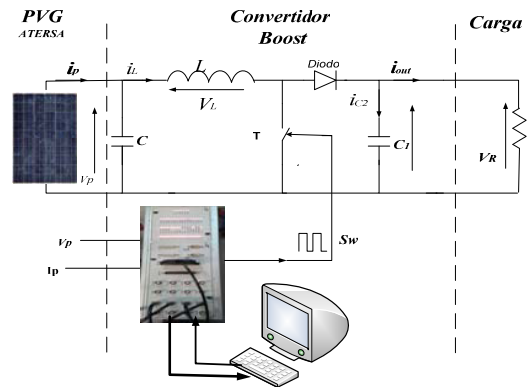 PVG
ATERSA
Convertidor
Boost
Carga
ip
iL
L
Diodo
iout
VL
iC2
T
C
C1
Vp
VR
Vp
Ip
Sw